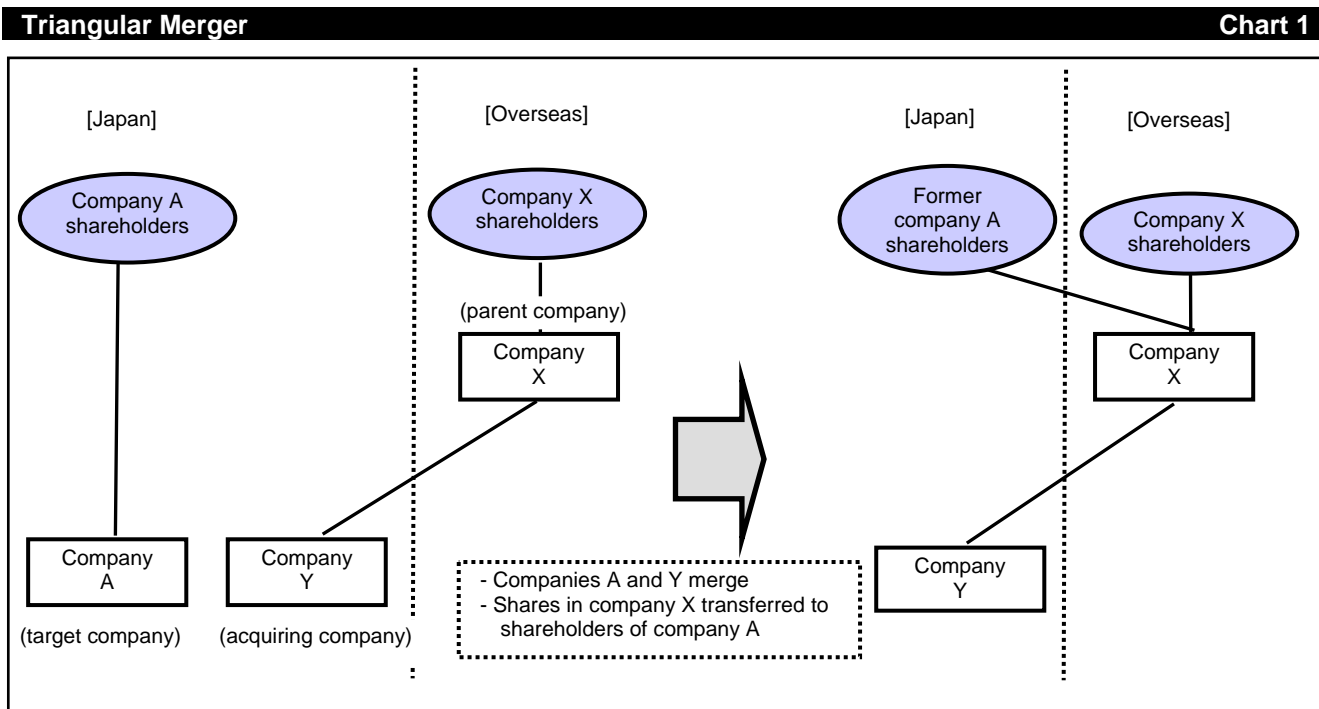 Triangular Merger Chart 1
[Japan]
[Overseas]
Company A
shareholders
Company X
shareholders
(parent company)
Company
X
Company
A
(target company)
Company
Y
(acquiring company)
- Companies A and Y merge
- Shares in company X transferred to
shareholders of company A
[Japan]
[Overseas]
Former
company A
shareholders
Company X
shareholders
Company
X
Company
Y